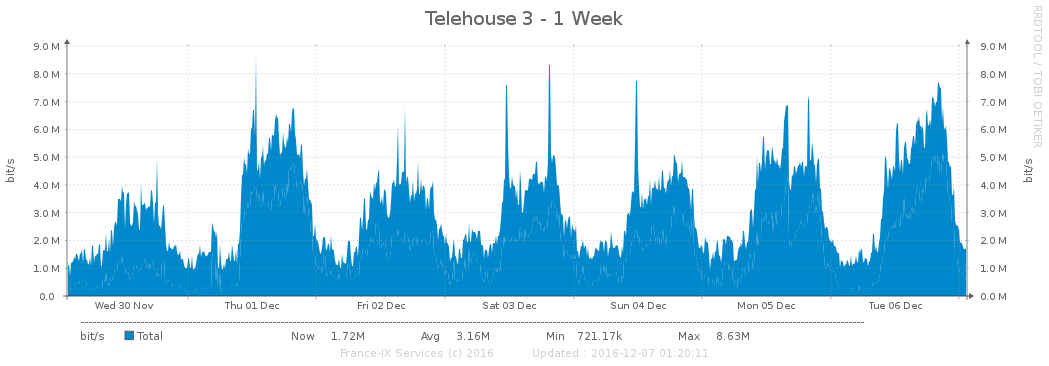 Telehouse 3 - 1 Week
RRDTOOL / TOBI OETIKER
bit/s
9.0 M 9.0 M
8.0 M 8.0 M
7.0 M 7.0 M
6.0 M 6.0 M
5.0 M 5.0 M
4.0 M 4.0 M
3.0 M 3.0 M
2.0 M 2.0 M
1.0 M 1.0 M
0.0 0.0 M
bit/s
Wed 30 Nov Thu 01 Dec Fri 02 Dec Sat 03 Dec Sun 04 Dec Mon 05 Dec Tue 06 Dec
bit/s Total Now 1.72M Avg 3.16M Min 721.17k Max 8.63M
France-IX Services (c) 2016 Updated : 2016-12-07 01:20:11